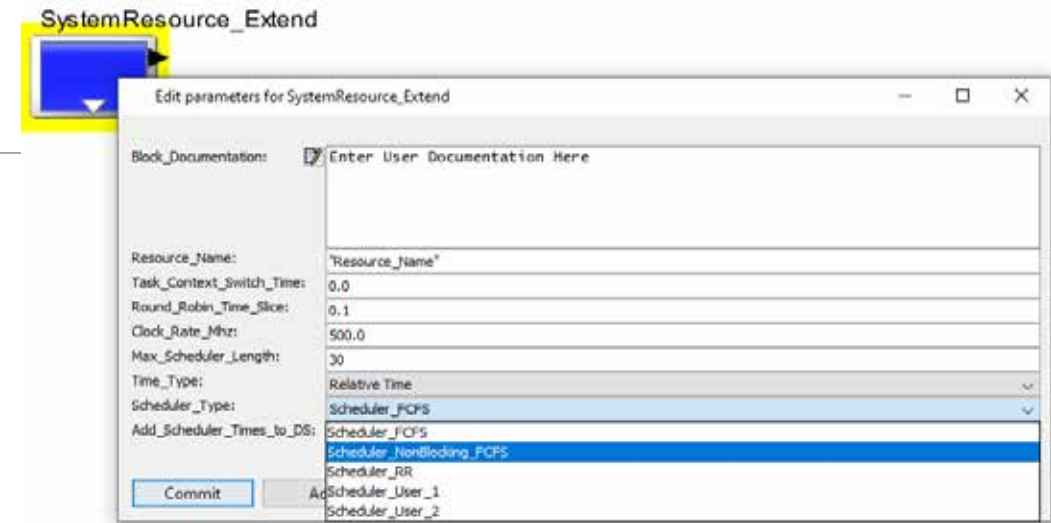 SystemResource_Extend
Edit parameters for SystemResource_Extend
Block_Documentation: Enter User Documentation Here
Resource_Name: "Resource_Name"
Task_Context_Switch_Time: 0.0
Round_Robin_Time_Slice: 0.1
Clock_Rate_Mhz: 500.0
Max_Scheduler_Length: 30
Time_Type: Relative Time
Scheduler_Type: Scheduler_FCFS
Add_Scheduler_Times_to_DS: Scheduler_FCFS
Scheduler_NonBlocking_FCFS
Scheduler_RR
Commit Ad Scheduler_User_1
Scheduler_User_2